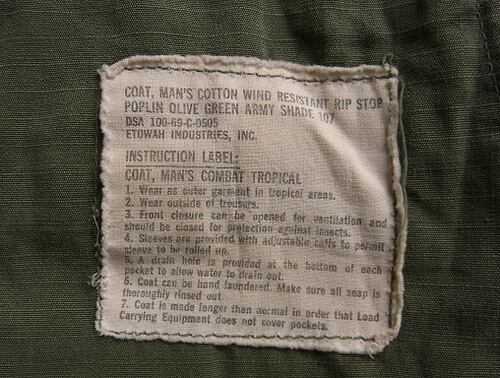 COAT, MAN'S COTTON WIND RESISTANT RIP STOP
POPLIN OLIVE GREEN ARMY SHADE 107
DSA 100-69-C-0505
ETOWAH INDUSTRIES, INC.
INSTRUCTION LABEL:
COAT, MAN'S COMBAT TROPICAL
1. Wear as outer garment in tropical areas.
2. Wear outside of trousers.
3. Front closure can be opened for ventilation and
should be closed for protection against insects.
4. Sleeves are provided with adjustable cuffs to permit
sleeve to be rolled up.
5. A drain hole is provided at the bottom of each
pocket to allow water to drain out.
6. Coat can be hand laundered. Make sure all soap is
thoroughly rinsed out.
7. Coat is made longer than normal in order that Load
Carrying Equipment does not cover pockets.